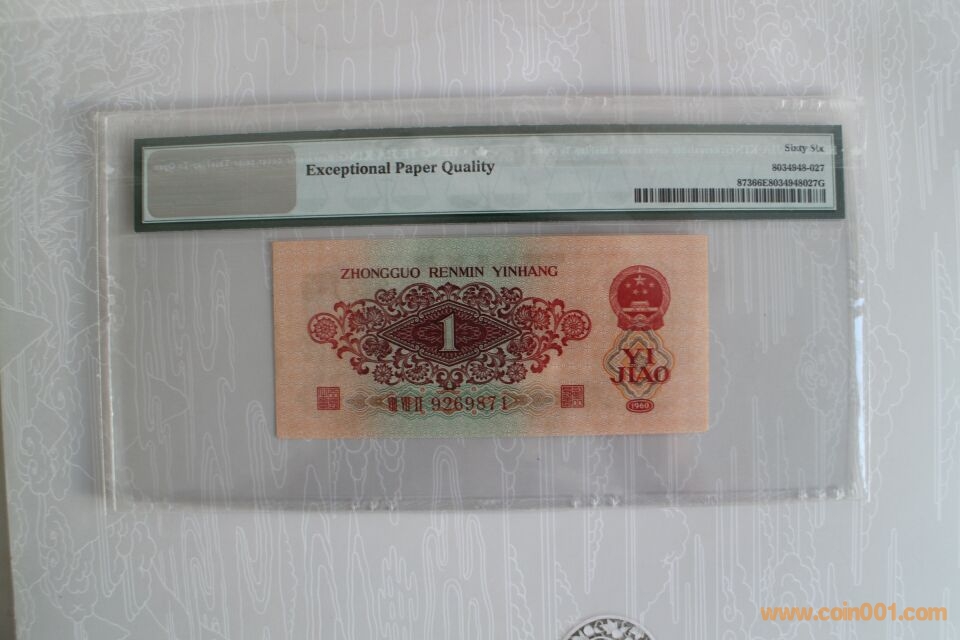 Exceptional Paper Quality
Sixty Six
8034948-027
87366E8034948027G
ZHONGGUO RENMIN YINHANG
1
YI
JIAO
9269871
1960
www.coin001.com